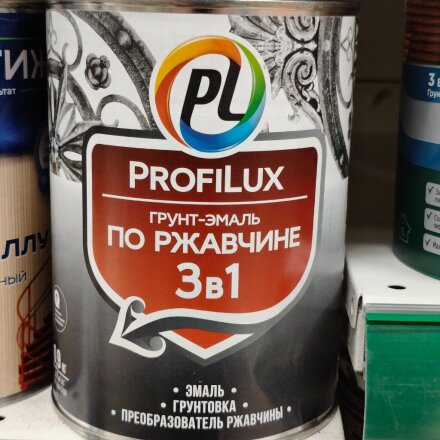 PL
PROFILUX
ГРУНТ-ЭМАЛЬ
ПО РЖАВЧИНЕ
3в1
• ЭМАЛЬ
• ГРУНТОВКА
• ПРЕОБРАЗОВАТЕЛЬ РЖАВЧИНЫ